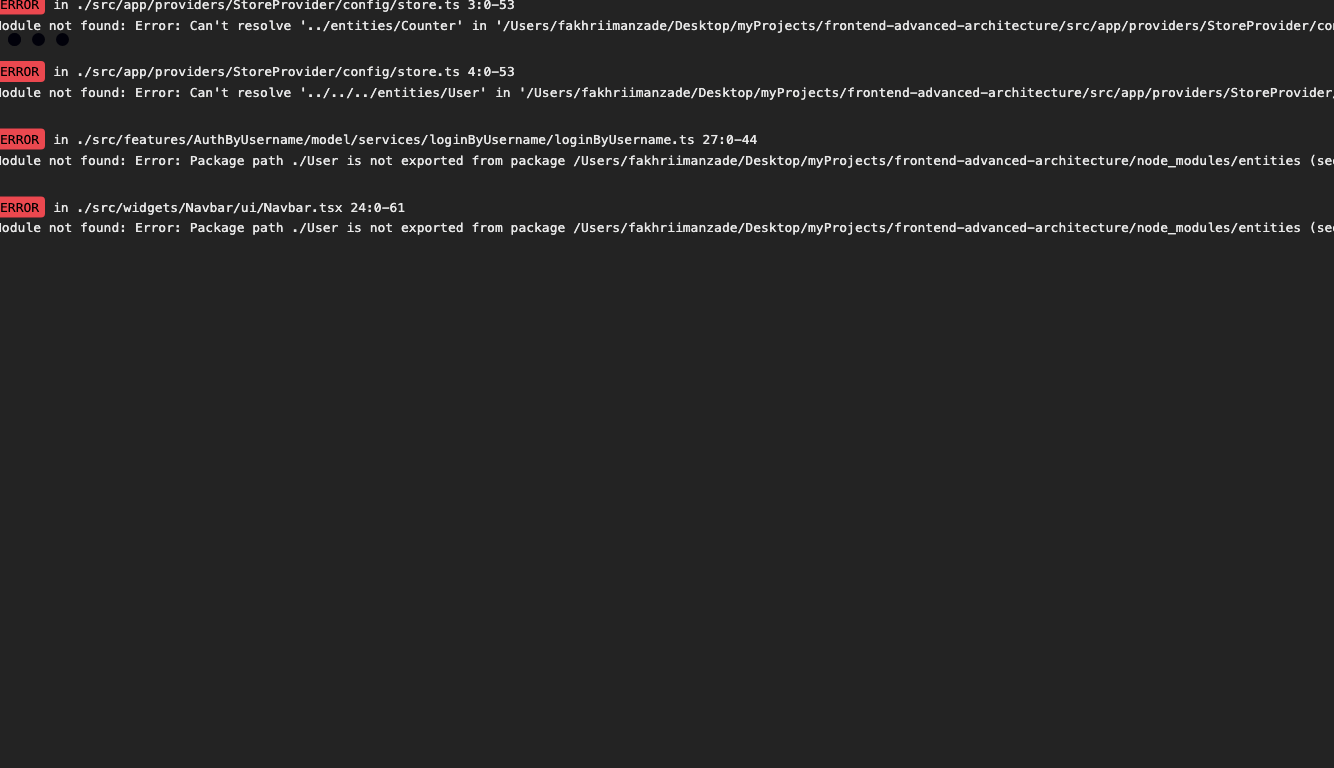 ERROR in ./src/app/providers/StoreProvider/config/store.ts 3:0-53
Module not found: Error: Can't resolve '../entities/Counter' in '/Users/fakhriimanzade/Desktop/myProjects/frontend-advanced-architecture/src/app/providers/StoreProvider/co
ERROR in ./src/app/providers/StoreProvider/config/store.ts 4:0-53
Module not found: Error: Can't resolve '../../../entities/User' in '/Users/fakhriimanzade/Desktop/myProjects/frontend-advanced-architecture/src/app/providers/StoreProvider/
ERROR in ./src/features/AuthByUsername/model/services/loginByUsername/loginByUsername.ts 27:0-44
Module not found: Error: Package path ./User is not exported from package /Users/fakhriimanzade/Desktop/myProjects/frontend-advanced-architecture/node_modules/entities (see
ERROR in ./src/widgets/Navbar/ui/Navbar.tsx 24:0-61
Module not found: Error: Package path ./User is not exported from package /Users/fakhriimanzade/Desktop/myProjects/frontend-advanced-architecture/node_modules/entities (see